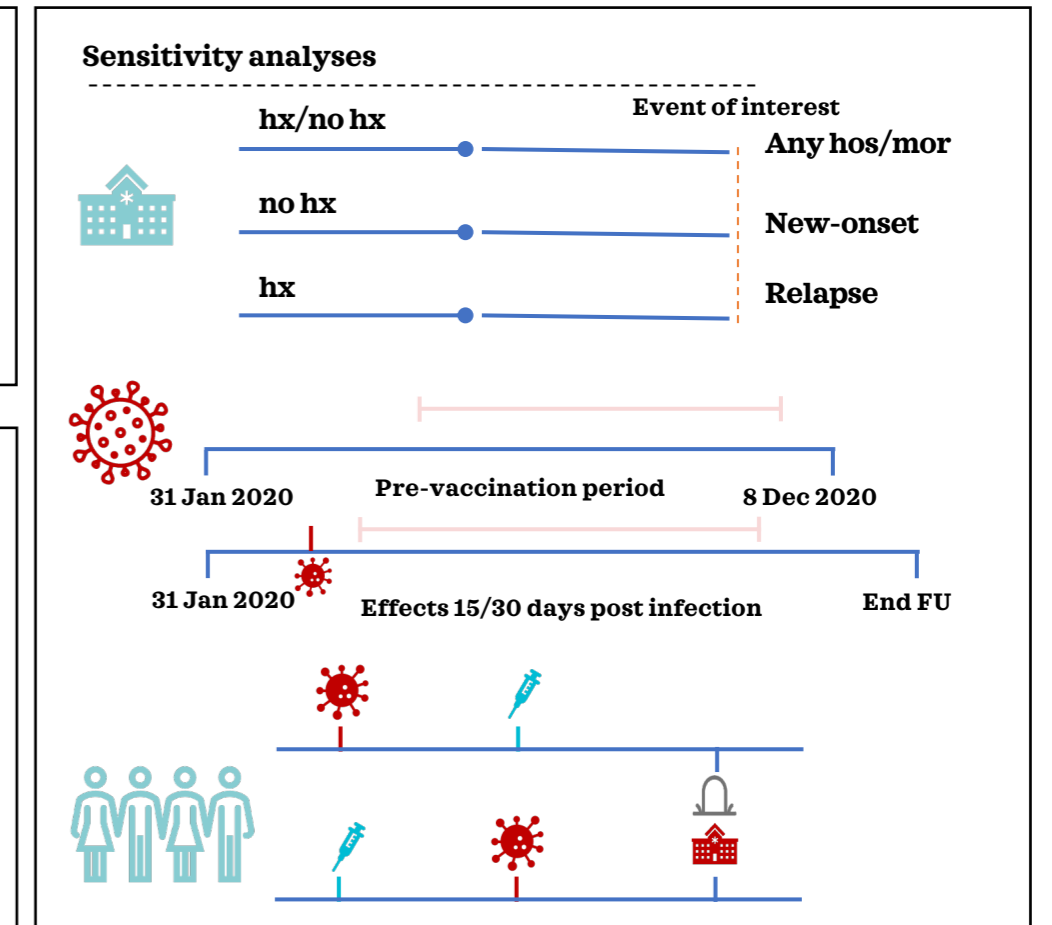 Sensitivity analyses
Event of interest
hx/no hx
Any hos/mor
no hx
New-onset
hx
Relapse
31 Jan 2020
Pre-vaccination period
8 Dec 2020
31 Jan 2020
Effects 15/30 days post infection
End FU